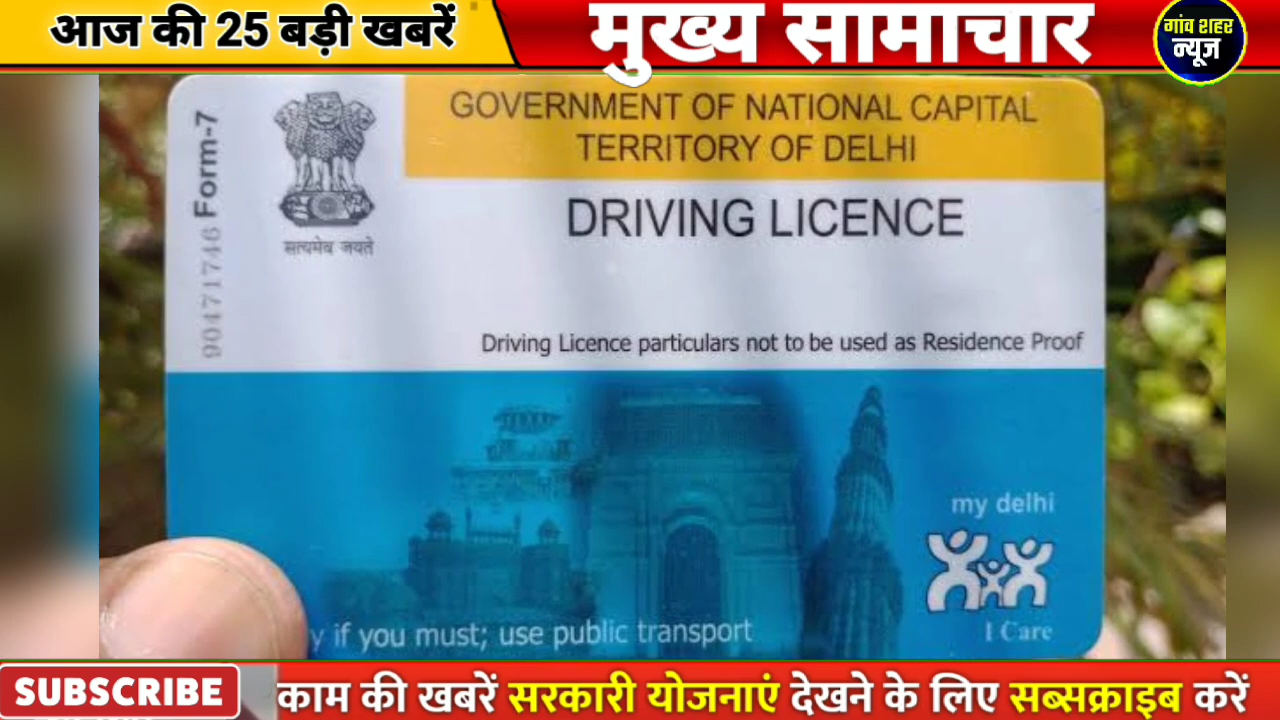 आज की 25 बड़ी खबरें
मुख्य सामाचार
गांव शहर
न्यूज
Form-7
90471746
सत्यमेव जयते
GOVERNMENT OF NATIONAL CAPITAL
TERRITORY OF DELHI
DRIVING LICENCE
Driving Licence particulars not to be used as Residence Proof
my delhi
I Care
if you must; use public transport
SUBSCRIBE
काम की खबरें सरकारी योजनाएं देखने के लिए सब्सक्राइब करें